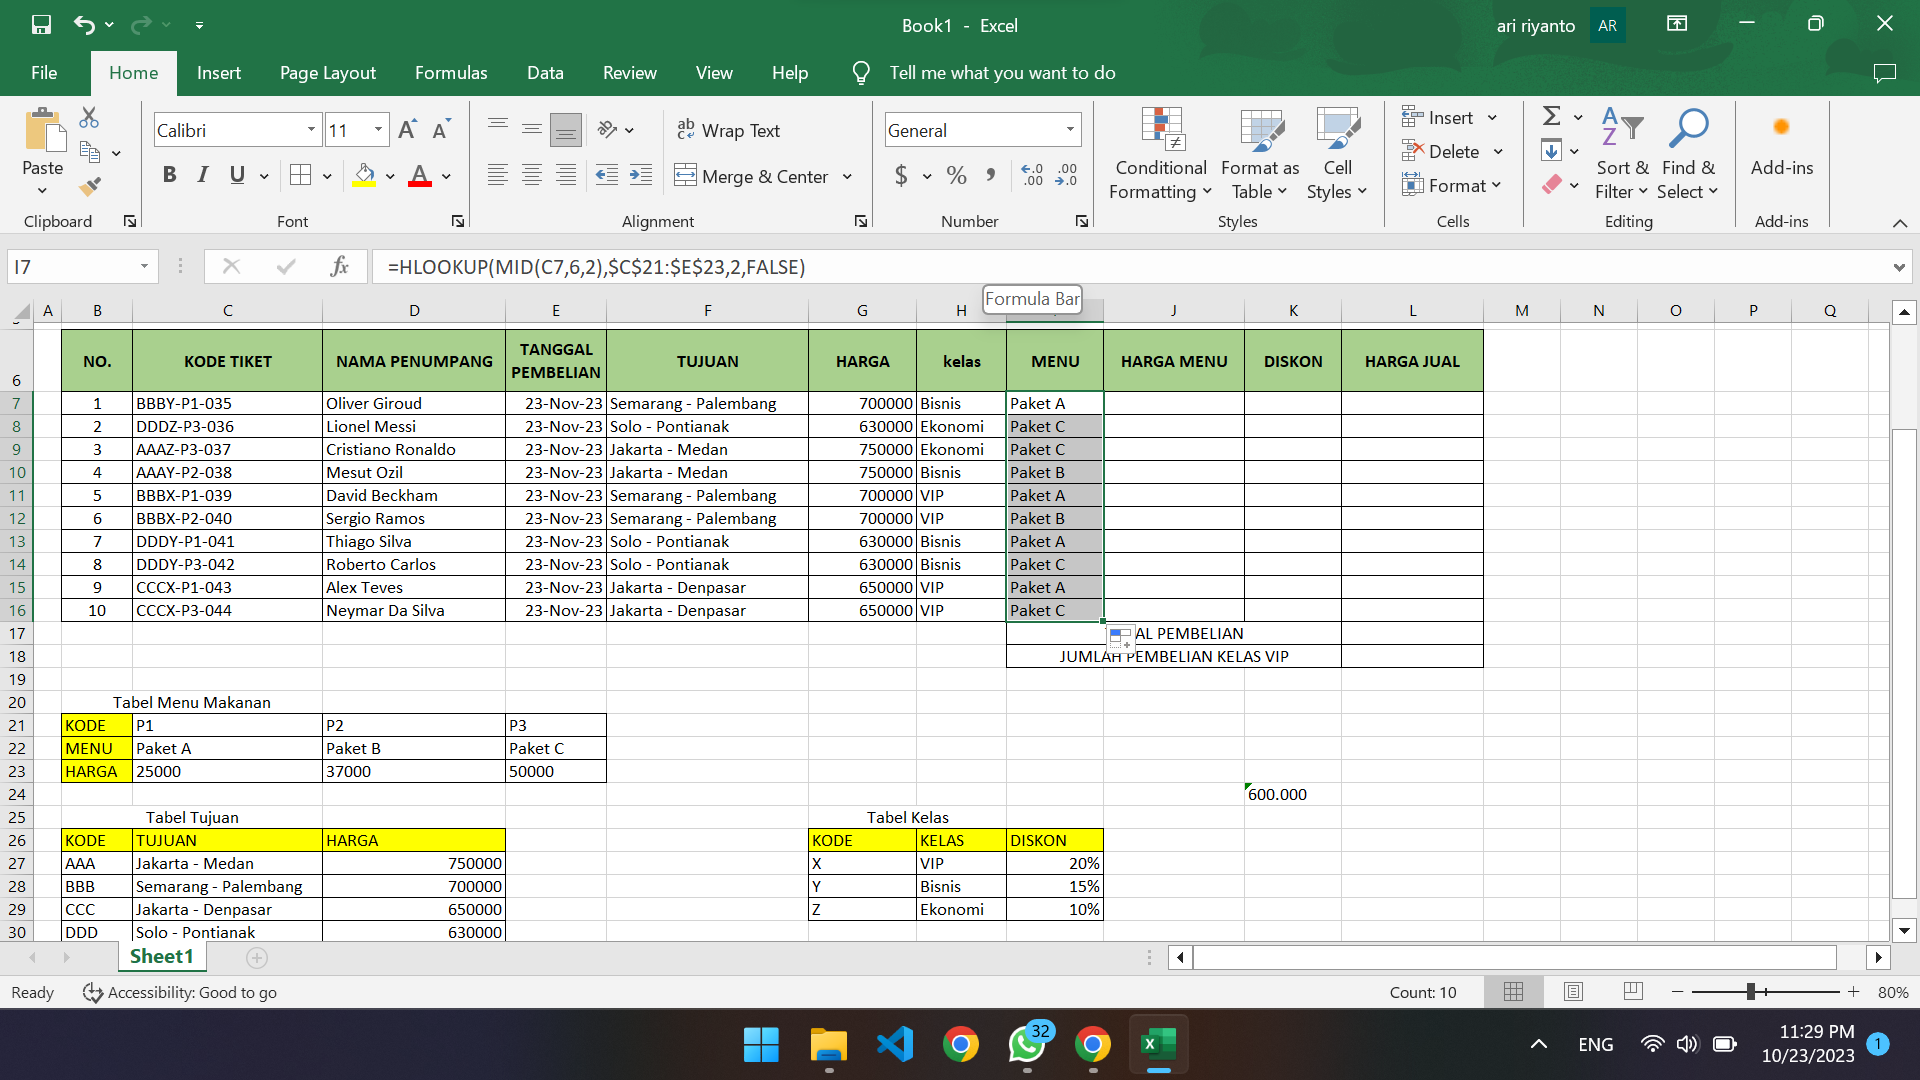 Book1 - Excel
ari riyanto AR
File Home Insert Page Layout Formulas Data Review View Help Tell me what you want to do
Paste
Clipboard
Calibri 11
B I U
Font
Wrap Text
Merge & Center
Alignment
General
$ % ,
Number
Conditional Formatting
Format as Table
Cell Styles
Styles
Insert
Delete
Format
Cells
Sort & Filter
Find & Select
Editing
Add-ins
Add-ins
I7 fx =HLOOKUP(MID(C7,6,2),$C$21:$E$23,2,FALSE)
Formula Bar
A B C D E F G H J K L M N O P Q
6 NO. KODE TIKET NAMA PENUMPANG TANGGAL PEMBELIAN TUJUAN HARGA kelas MENU HARGA MENU DISKON HARGA JUAL
7 1 BBBY-P1-035 Oliver Giroud 23-Nov-23 Semarang - Palembang 700000 Bisnis Paket A
8 2 DDDZ-P3-036 Lionel Messi 23-Nov-23 Solo - Pontianak 630000 Ekonomi Paket C
9 3 AAAZ-P3-037 Cristiano Ronaldo 23-Nov-23 Jakarta - Medan 750000 Ekonomi Paket C
10 4 AAAY-P2-038 Mesut Ozil 23-Nov-23 Jakarta - Medan 750000 Bisnis Paket B
11 5 BBBX-P1-039 David Beckham 23-Nov-23 Semarang - Palembang 700000 VIP Paket A
12 6 BBBX-P2-040 Sergio Ramos 23-Nov-23 Semarang - Palembang 700000 VIP Paket B
13 7 DDDY-P1-041 Thiago Silva 23-Nov-23 Solo - Pontianak 630000 Bisnis Paket A
14 8 DDDY-P3-042 Roberto Carlos 23-Nov-23 Solo - Pontianak 630000 Bisnis Paket C
15 9 CCCX-P1-043 Alex Teves 23-Nov-23 Jakarta - Denpasar 650000 VIP Paket A
16 10 CCCX-P3-044 Neymar Da Silva 23-Nov-23 Jakarta - Denpasar 650000 VIP Paket C
17 AL PEMBELIAN
18 JUMLAH PEMBELIAN KELAS VIP
19
20 Tabel Menu Makanan
21 KODE P1 P2 P3
22 MENU Paket A Paket B Paket C
23 HARGA 25000 37000 50000
24 600.000
25 Tabel Tujuan Tabel Kelas
26 KODE TUJUAN HARGA KODE KELAS DISKON
27 AAA Jakarta - Medan 750000 X VIP 20%
28 BBB Semarang - Palembang 700000 Y Bisnis 15%
29 CCC Jakarta - Denpasar 650000 Z Ekonomi 10%
30 DDD Solo - Pontianak 630000
Sheet1
Ready Accessibility: Good to go Count: 10 80%
32
ENG
11:29 PM
10/23/2023
1